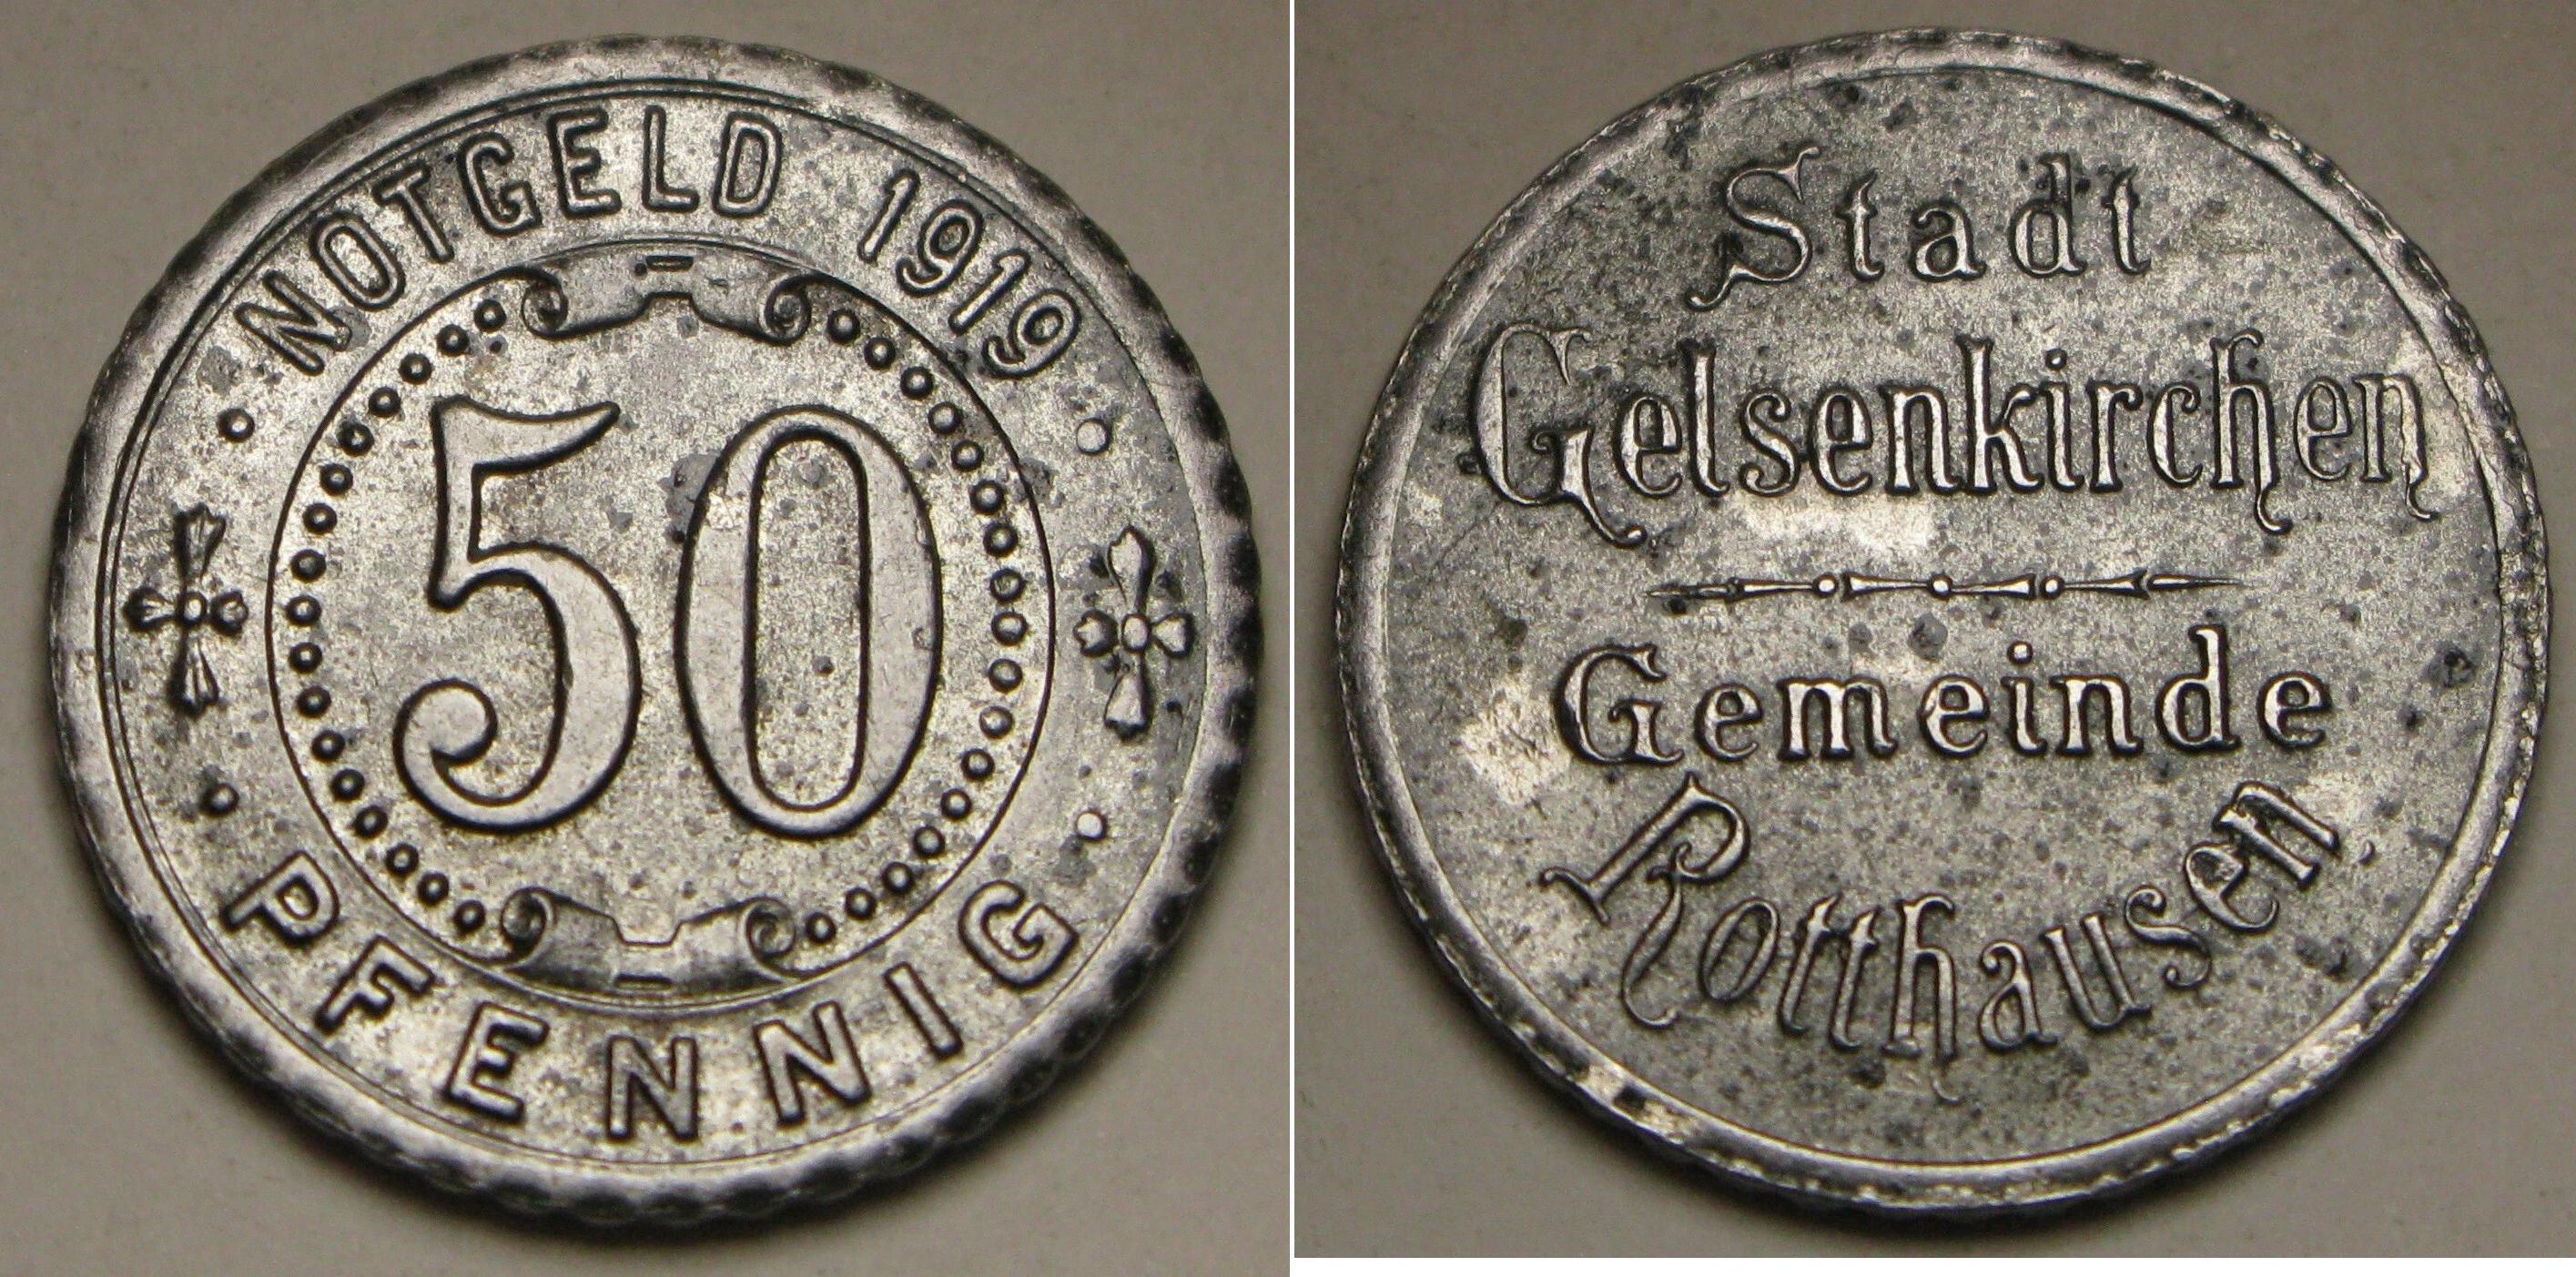 NOTGELD 1919
50
PFENNIG
Stadt
Gelsenkirchen
Gemeinde
Rotthausen